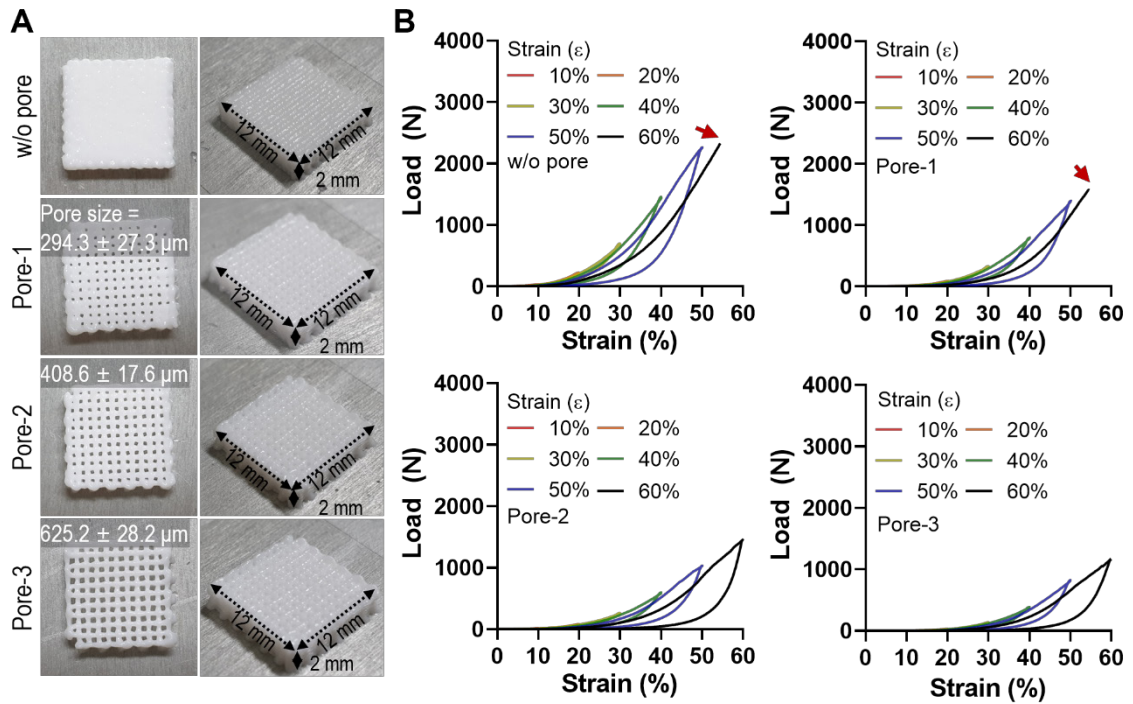 A
w/o pore
12 mm
12 mm
2 mm
Pore-1
Pore size =
294.3 ± 27.3 µm
12 mm
12 mm
2 mm
Pore-2
408.6 ± 17.6 µm
12 mm
12 mm
2 mm
Pore-3
625.2 ± 28.2 µm
12 mm
12 mm
2 mm
B
4000
3000
2000
1000
0
Load (N)
Strain (ε)
10% 20%
30% 40%
50% 60%
w/o pore
0 10 20 30 40 50 60
Strain (%)
4000
3000
2000
1000
0
Load (N)
Strain (ε)
10% 20%
30% 40%
50% 60%
Pore-1
0 10 20 30 40 50 60
Strain (%)
4000
3000
2000
1000
0
Load (N)
Strain (ε)
10% 20%
30% 40%
50% 60%
Pore-2
0 10 20 30 40 50 60
Strain (%)
4000
3000
2000
1000
0
Load (N)
Strain (ε)
10% 20%
30% 40%
50% 60%
Pore-3
0 10 20 30 40 50 60
Strain (%)